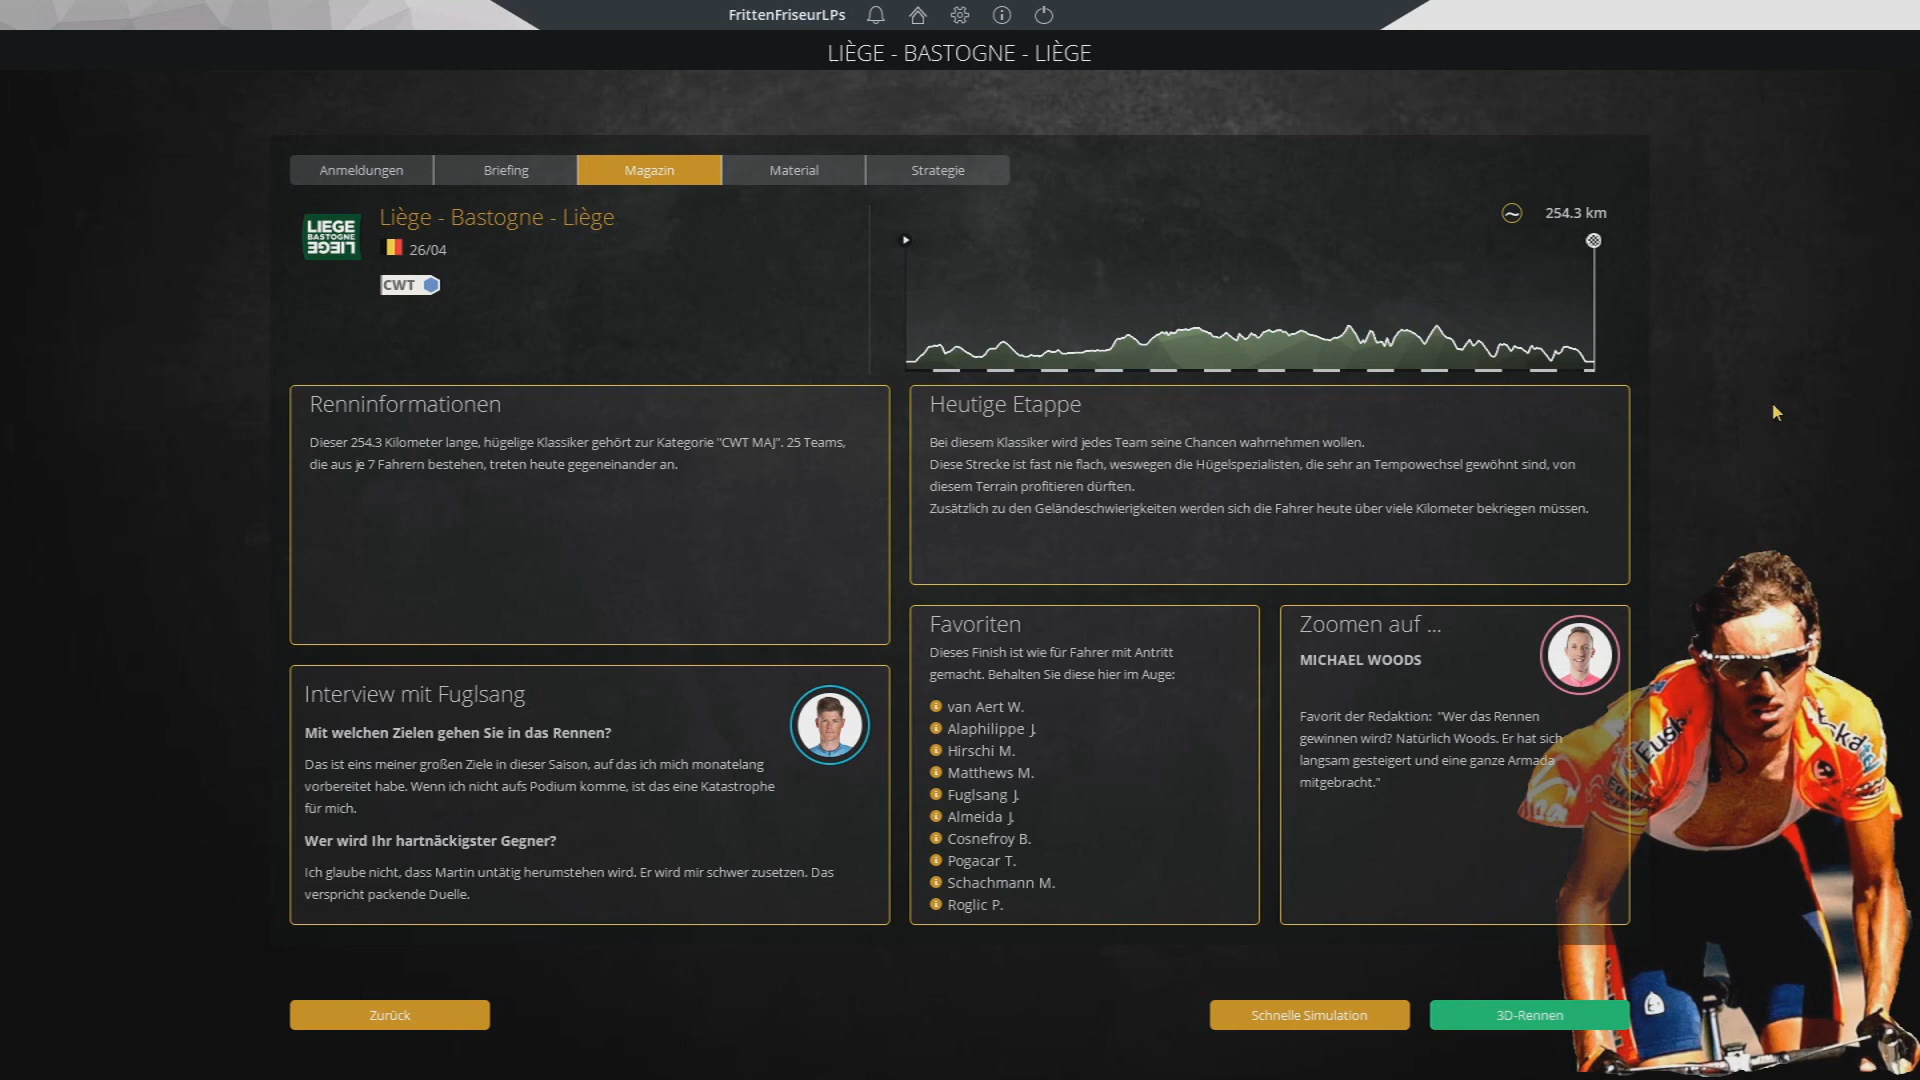 FrittenFriseurLPs
LIÈGE - BASTOGNE - LIÈGE
Anmeldungen
Briefing
Magazin
Material
Strategie
LIEGE
BASTOGNE
LIEGE
Liège - Bastogne - Liège
26/04
CWT
254.3 km
Renninformationen
Dieser 254.3 Kilometer lange, hügelige Klassiker gehört zur Kategorie "CWT MAJ". 25 Teams,
die aus je 7 Fahrern bestehen, treten heute gegeneinander an.
Heutige Etappe
Bei diesem Klassiker wird jedes Team seine Chancen wahrnehmen wollen.
Diese Strecke ist fast nie flach, weswegen die Hügelspezialisten, die sehr an Tempowechsel gewöhnt sind, von
diesem Terrain profitieren dürften.
Zusätzlich zu den Geländeschwierigkeiten werden sich die Fahrer heute über viele Kilometer bekriegen müssen.
Interview mit Fuglsang
Mit welchen Zielen gehen Sie in das Rennen?
Das ist eins meiner großen Ziele in dieser Saison, auf das ich mich monatelang
vorbereitet habe. Wenn ich nicht aufs Podium komme, ist das eine Katastrophe
für mich.
Wer wird Ihr hartnäckigster Gegner?
Ich glaube nicht, dass Martin untätig herumstehen wird. Er wird mir schwer zusetzen. Das
verspricht packende Duelle.
Favoriten
Dieses Finish ist wie für Fahrer mit Antritt
gemacht. Behalten Sie diese hier im Auge:
van Aert W.
Alaphilippe J.
Hirschi M.
Matthews M.
Fuglsang J.
Almeida J.
Cosnefroy B.
Pogacar T.
Schachmann M.
Roglic P.
Zoomen auf ...
MICHAEL WOODS
Favorit der Redaktion: "Wer das Rennen
gewinnen wird? Natürlich Woods. Er hat sich
langsam gesteigert und eine ganze Armada
mitgebracht."
Zurück
Schnelle Simulation
3D-Rennen